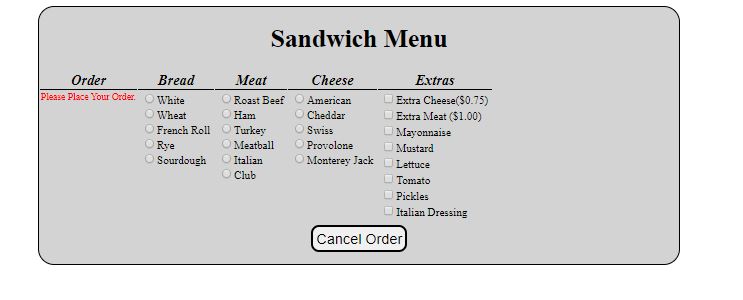 Sandwich Menu
Order Bread Meat Cheese Extras
Please Place Your Order. White Roast Beef American Extra Cheese($0.75)
Wheat Ham Cheddar Extra Meat ($1.00)
French Roll Turkey Swiss Mayonnaise
Rye Meatball Provolone Mustard
Sourdough Italian Monterey Jack Lettuce
Club Tomato
Pickles
Italian Dressing
Cancel Order